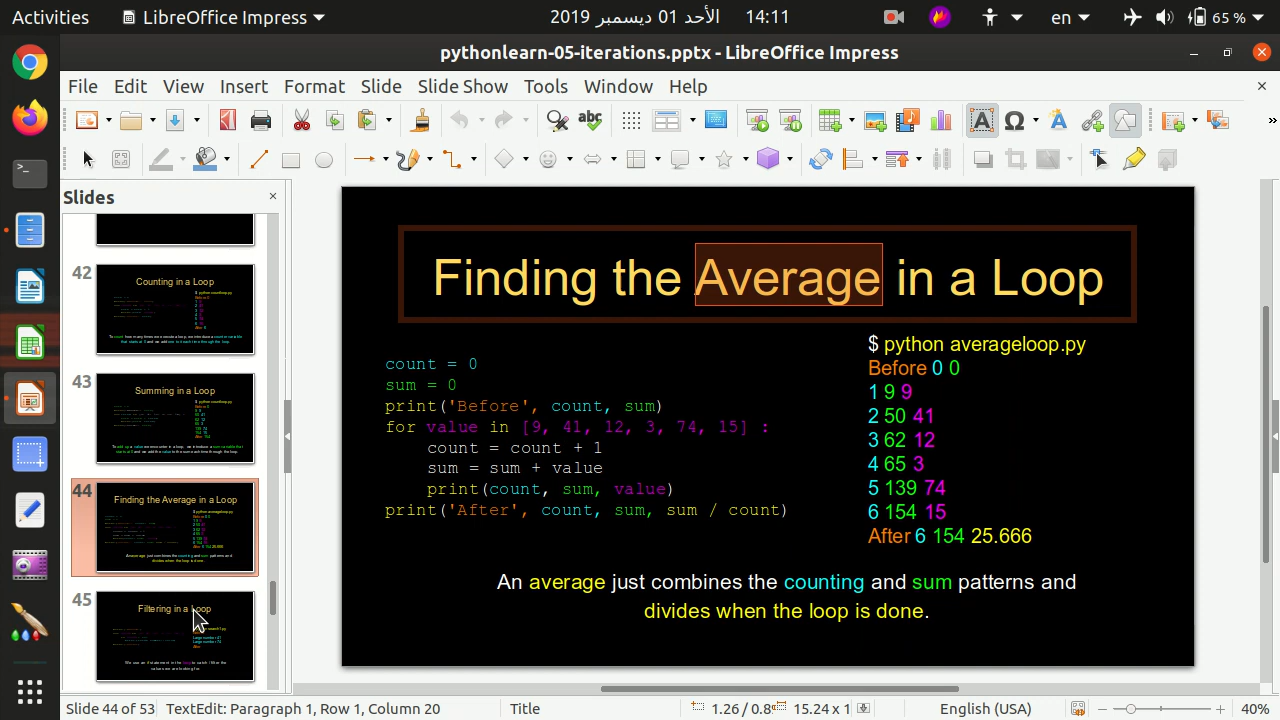 Activities LibreOffice Impress 14:11 الأحد 01 ديسمبر 2019 en 65 %
pythonlearn-05-iterations.pptx - LibreOffice Impress
File Edit View Insert Format Slide Slide Show Tools Window Help
Slides
42
Counting in a Loop
43
Summing in a Loop
44
Finding the Average in a Loop
45
Filtering in a Loop
Finding the Average in a Loop
count = 0
sum = 0
print('Before', count, sum)
for value in [9, 41, 12, 3, 74, 15] :
count = count + 1
sum = sum + value
print(count, sum, value)
print('After', count, sum, sum / count)
$ python averageloop.py
Before 0 0
1 9 9
2 50 41
3 62 12
4 65 3
5 139 74
6 154 15
After 6 154 25.666
An average just combines the counting and sum patterns and
divides when the loop is done.
Slide 44 of 53 TextEdit: Paragraph 1, Row 1, Column 20 Title 1.26 / 0.8 15.24 x 1 English (USA) 40%